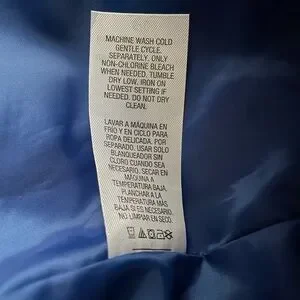 MACHINE WASH COLD
GENTLE CYCLE.
SEPARATELY. ONLY
NON-CHLORINE BLEACH
WHEN NEEDED. TUMBLE
DRY LOW. IRON ON
LOWEST SETTING IF
NEEDED. DO NOT DRY
CLEAN.
LAVAR A MÁQUINA EN
FRÍO Y EN CICLO PARA
ROPA DELICADA. POR
SEPARADO. USAR SOLO
BLANQUEADOR SIN
CLORO CUANDO SEA
NECESARIO. SECAR EN
MÁQUINA A
TEMPERATURA BAJA.
PLANCHAR A LA
TEMPERATURA MAS
BAJA SI ES NECESARIO.
NO LIMPIAR EN SECO.